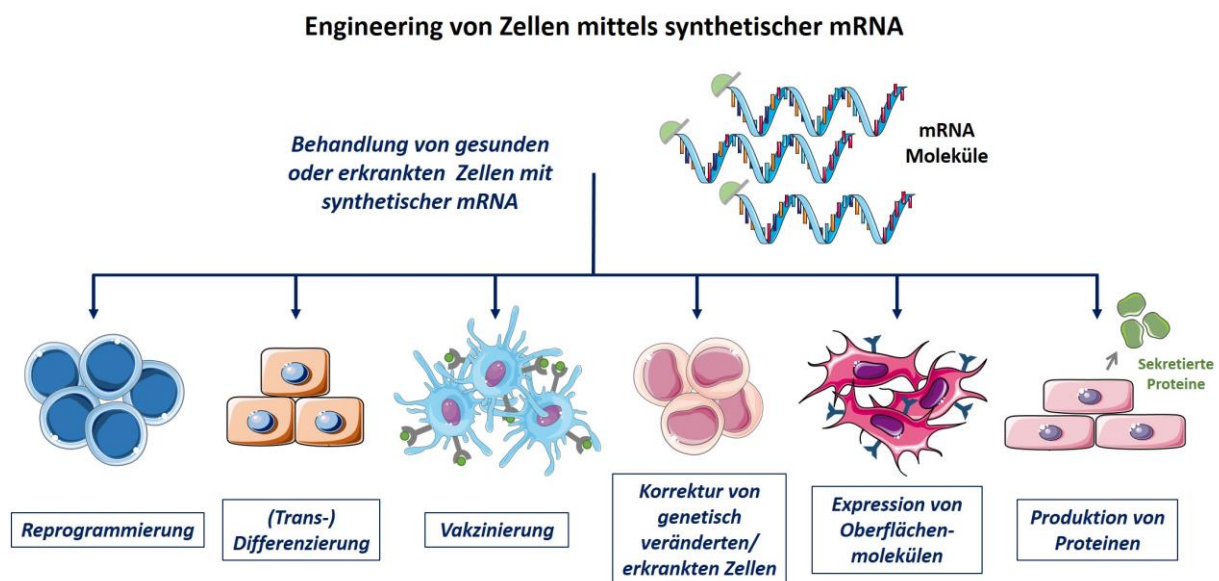 Engineering von Zellen mittels synthetischer mRNA
Behandlung von gesunden
oder erkrankten Zellen mit
synthetischer mRNA
mRNA
Moleküle
Sekretierte
Proteine
Reprogrammierung
(Trans-)
Differenzierung
Vakzinierung
Korrektur von
genetisch
veränderten/
erkrankten Zellen
Expression von
Oberflächen-
molekülen
Produktion von
Proteinen